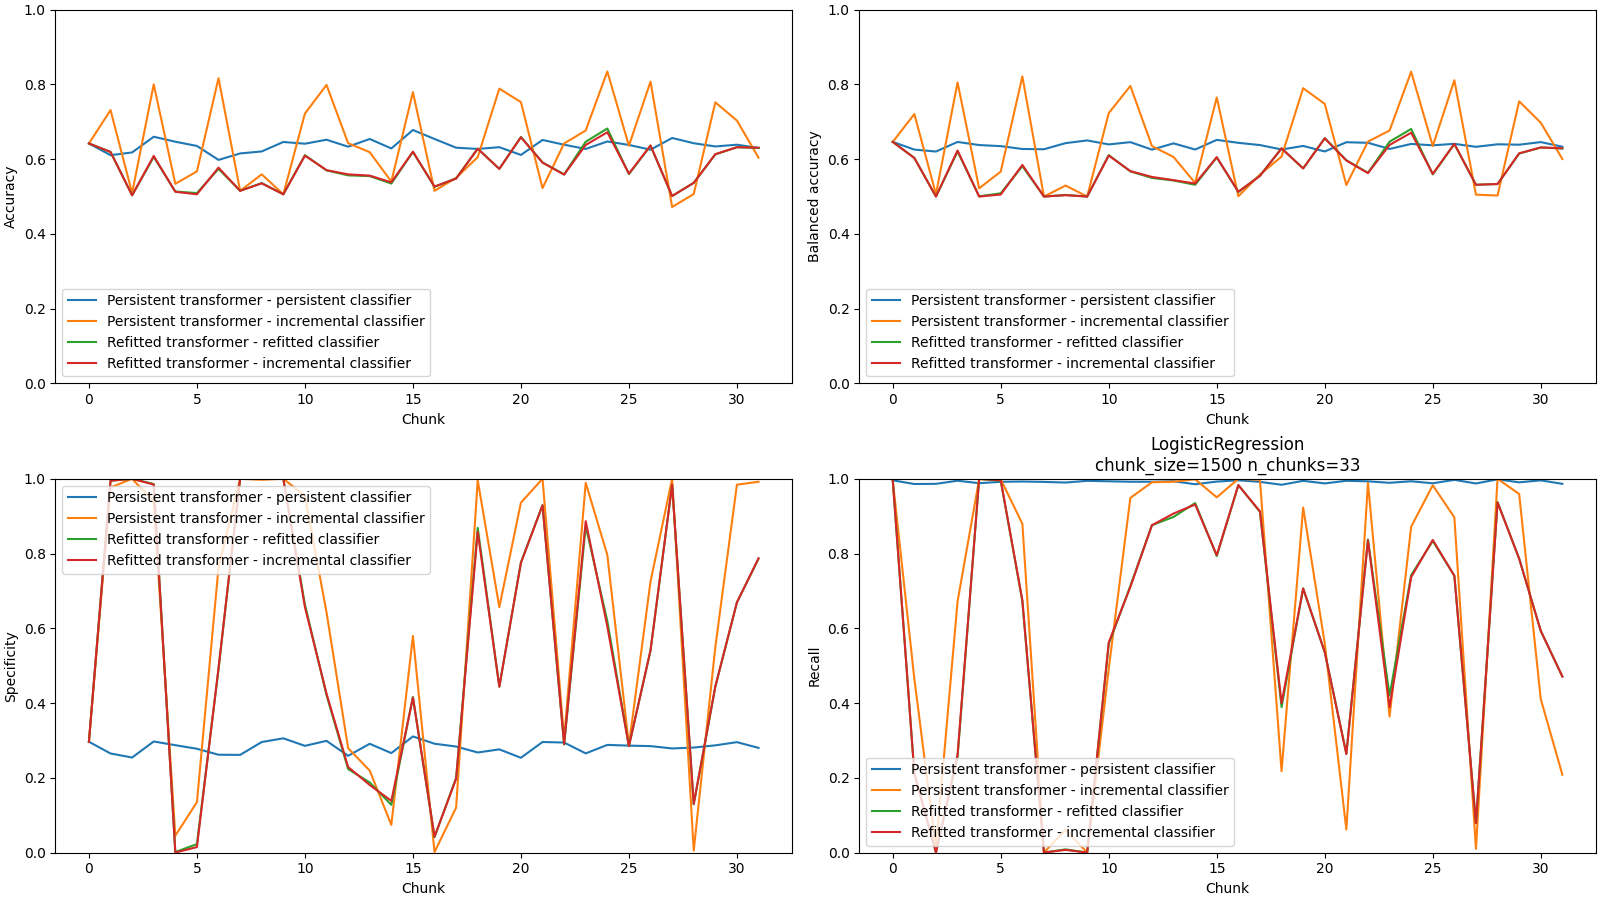 1.0
0.8
0.6
0.4
0.2
0.0
Accuracy
Persistent transformer - persistent classifier
Persistent transformer - incremental classifier
Refitted transformer - refitted classifier
Refitted transformer - incremental classifier
0 5 10 15 20 25 30
Chunk
1.0
0.8
0.6
0.4
0.2
0.0
Balanced accuracy
Persistent transformer - persistent classifier
Persistent transformer - incremental classifier
Refitted transformer - refitted classifier
Refitted transformer - incremental classifier
0 5 10 15 20 25 30
Chunk
1.0
0.8
0.6
0.4
0.2
0.0
Specificity
Persistent transformer - persistent classifier
Persistent transformer - incremental classifier
Refitted transformer - refitted classifier
Refitted transformer - incremental classifier
0 5 10 15 20 25 30
Chunk
LogisticRegression
chunk_size=1500 n_chunks=33
1.0
0.8
0.6
0.4
0.2
0.0
Recall
Persistent transformer - persistent classifier
Persistent transformer - incremental classifier
Refitted transformer - refitted classifier
Refitted transformer - incremental classifier
0 5 10 15 20 25 30
Chunk